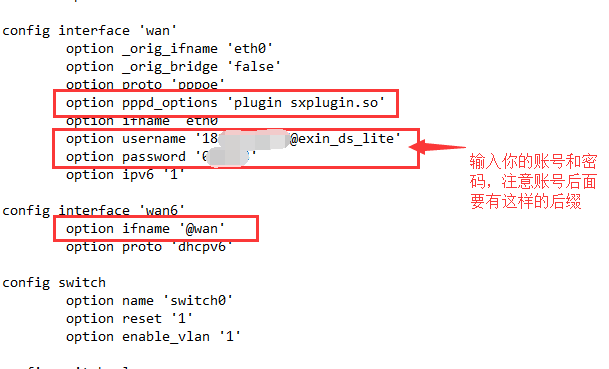 config interface 'wan'
option _orig_ifname 'eth0'
option _orig_bridge 'false'
option proto 'pppoe'
option pppd_options 'plugin sxplugin.so'
option ifname 'eth0'
option username '18 @exin_ds_lite'
option password '0
option ipv6 '1'
输入你的账号和密
码，注意账号后面
要有这样的后缀
config interface 'wan6'
option ifname '@wan'
option proto 'dhcpv6'
config switch
option name 'switch0'
option reset '1'
option enable_vlan '1'